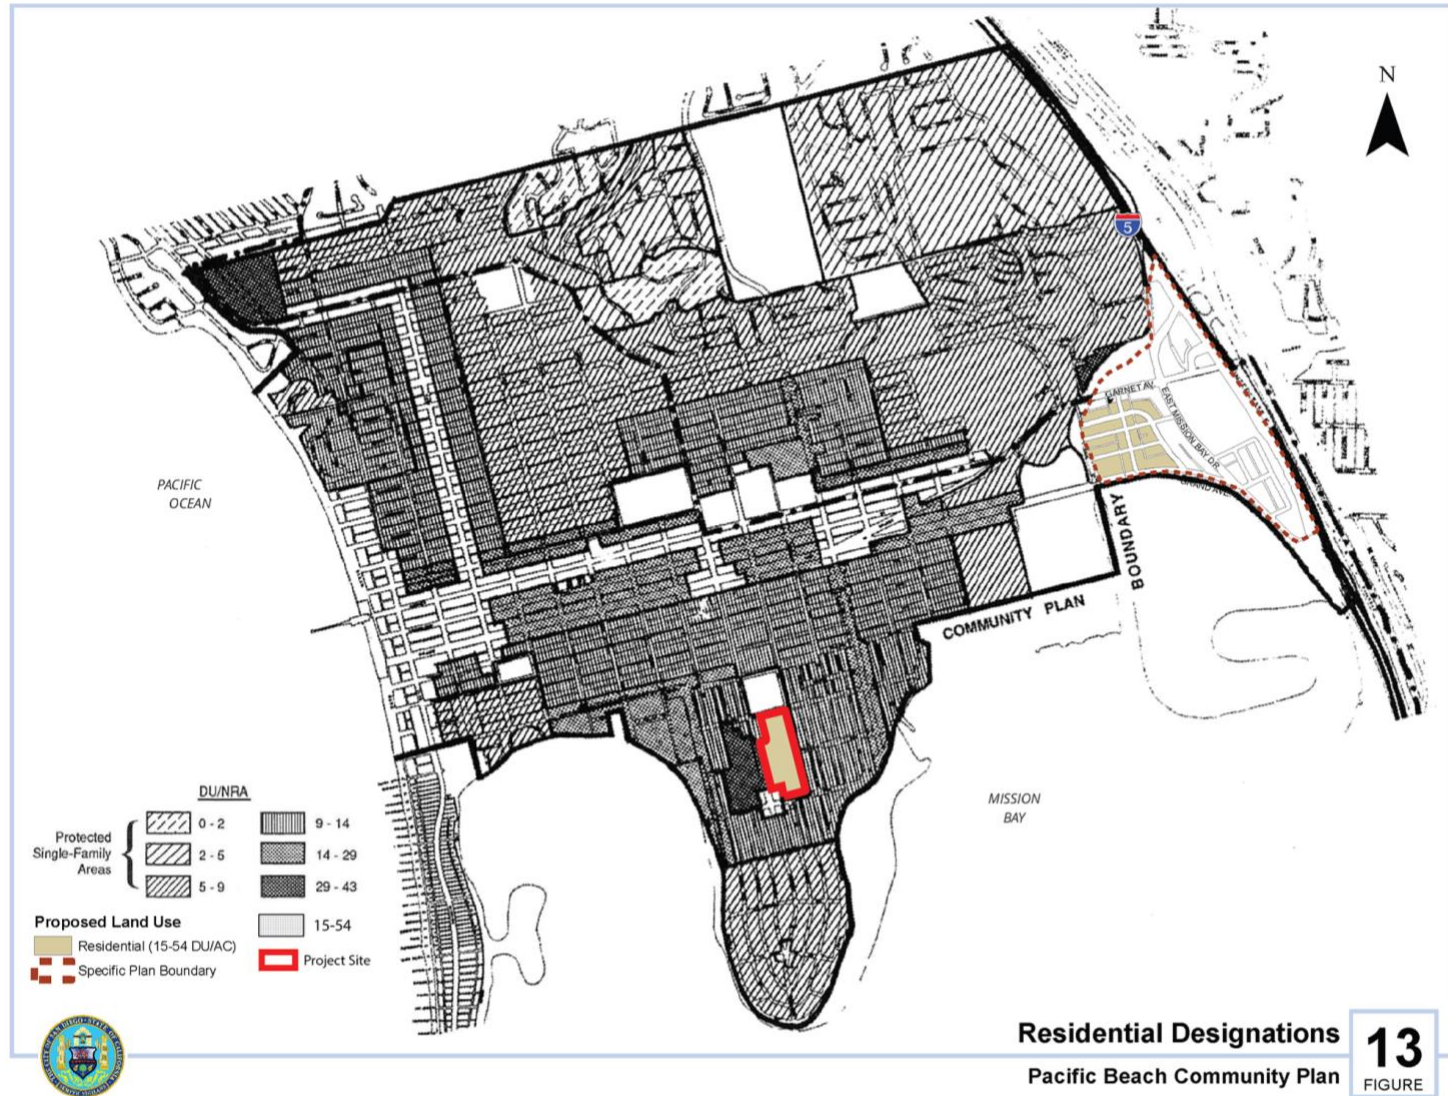 N
5
GARNET AV.
EAST MISSION BAY DR
GRAND AVE
PACIFIC
OCEAN
BOUNDARY
COMMUNITY PLAN
MISSION
BAY
DU/NRA
Protected
Single-Family
Areas
0 - 2
2 - 5
5 - 9
9 - 14
14 - 29
29 - 43
15-54
Proposed Land Use
Residential (15-54 DU/AC)
Specific Plan Boundary
Project Site
Residential Designations
Pacific Beach Community Plan
13
FIGURE